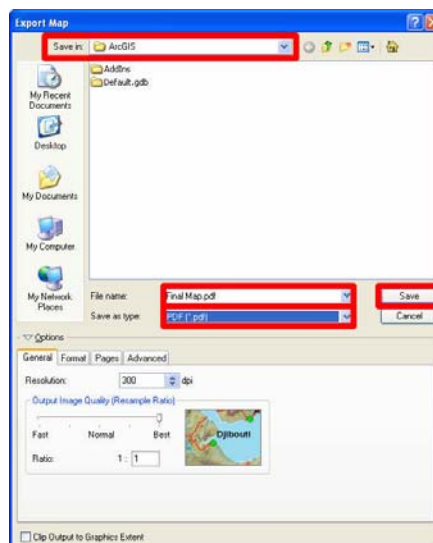 Export Map
Save in: ArcGIS
AddIns
Default.gdb
My Recent Documents
Desktop
My Documents
My Computer
My Network Places
File name: Final Map.pdf Save
Save as type: PDF (*.pdf) Cancel
Options
General Format Pages Advanced
Resolution: 300 dpi
Output Image Quality (Resample Ratio)
Fast Normal Best
Djibouti
Ratio: 1 : 1
Clip Output to Graphics Extent